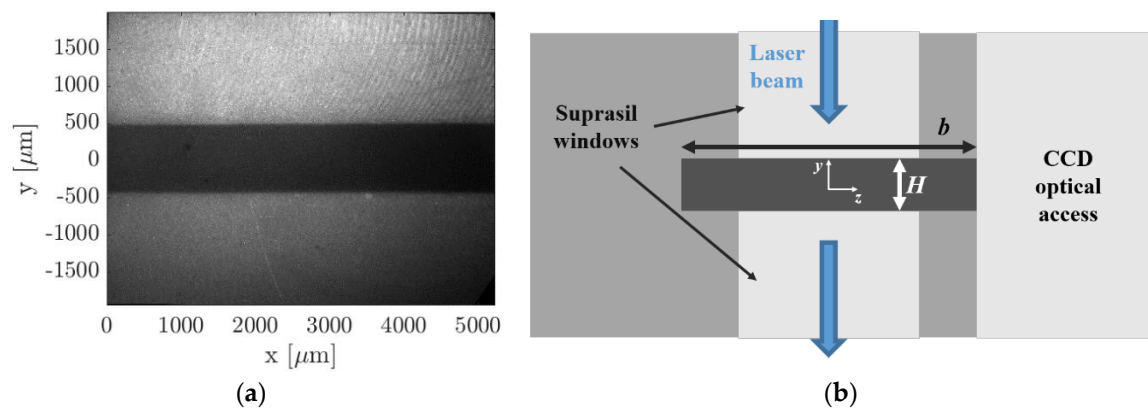 1500
1000
500
0
-500
-1000
-1500
y [μm]
0 1000 2000 3000 4000 5000
x [μm]
(a)
Laser
beam
Suprasil
windows
b
y
z
H
CCD
optical
access
(b)